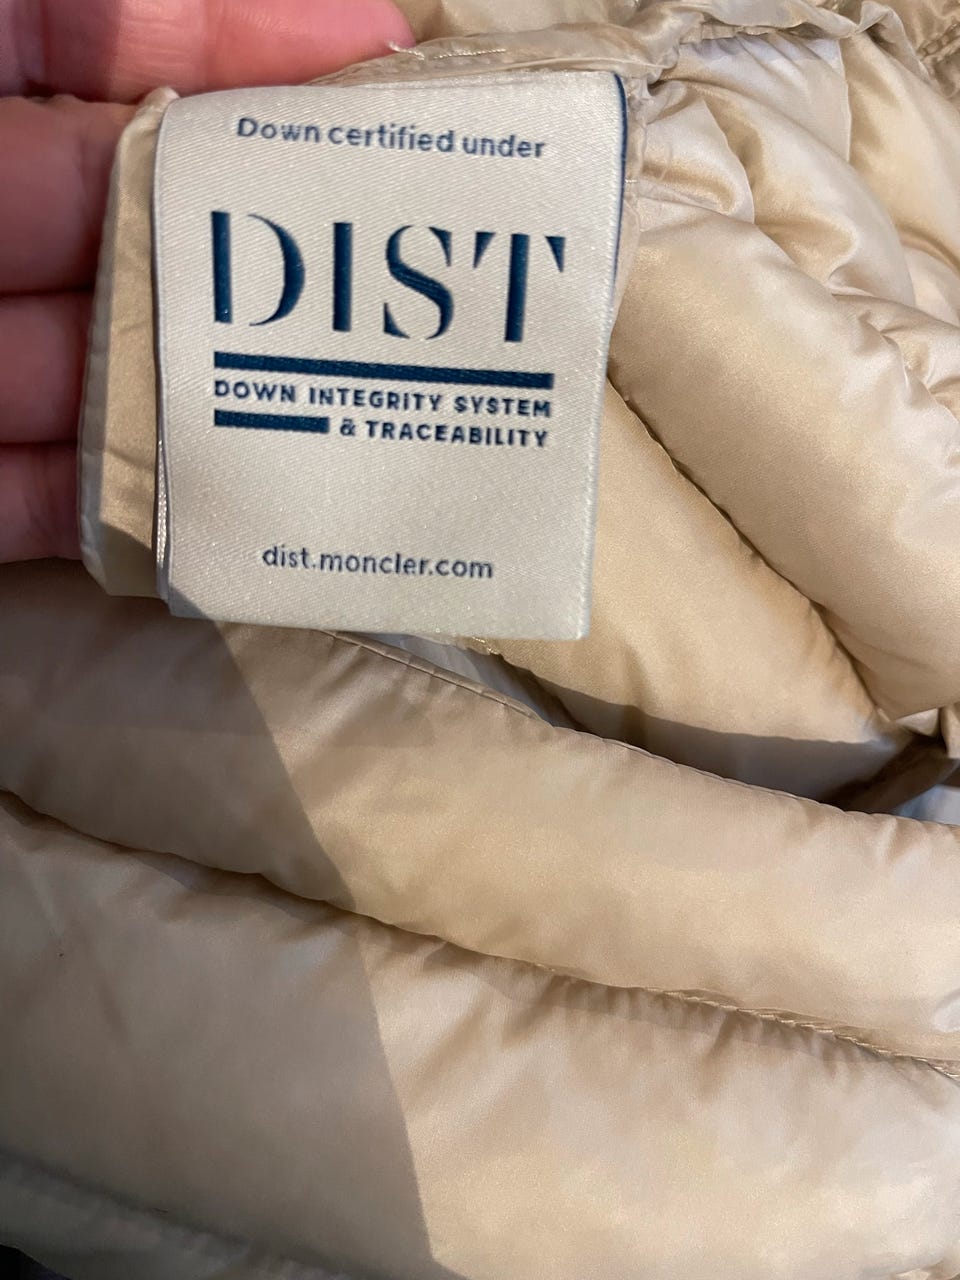 Down certified under
DIST
DOWN INTEGRITY SYSTEM
& TRACEABILITY
dist.moncler.com